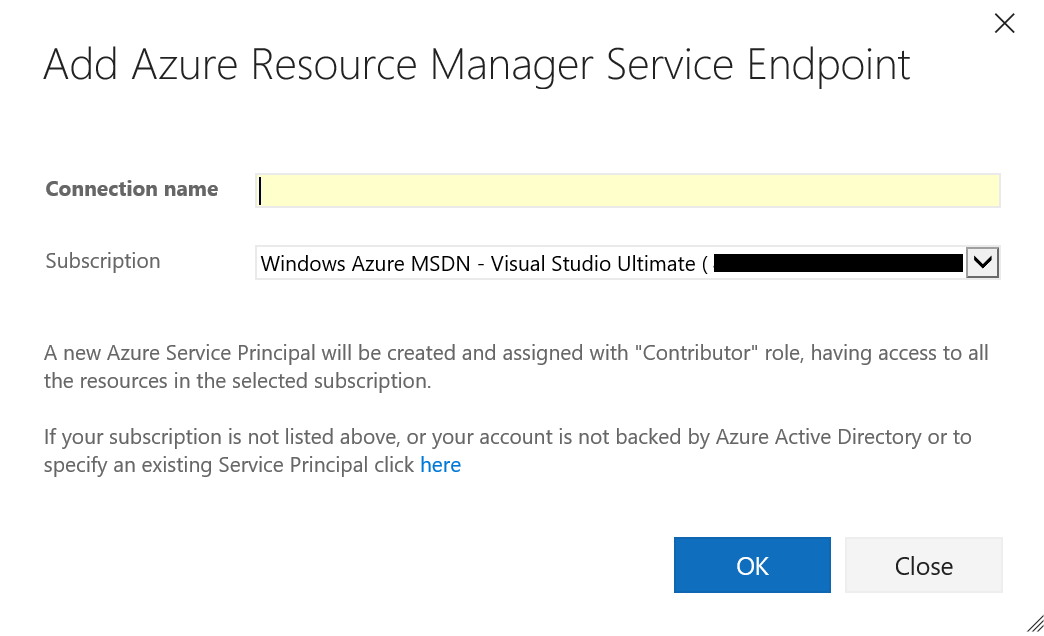 Add Azure Resource Manager Service Endpoint
Connection name
Subscription
Windows Azure MSDN - Visual Studio Ultimate (
A new Azure Service Principal will be created and assigned with "Contributor" role, having access to all
the resources in the selected subscription.
If your subscription is not listed above, or your account is not backed by Azure Active Directory or to
specify an existing Service Principal click here
OK
Close